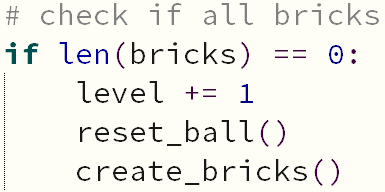 # check if all bricks
if len(bricks) == 0:
    level += 1
    reset_ball()
    create_bricks()